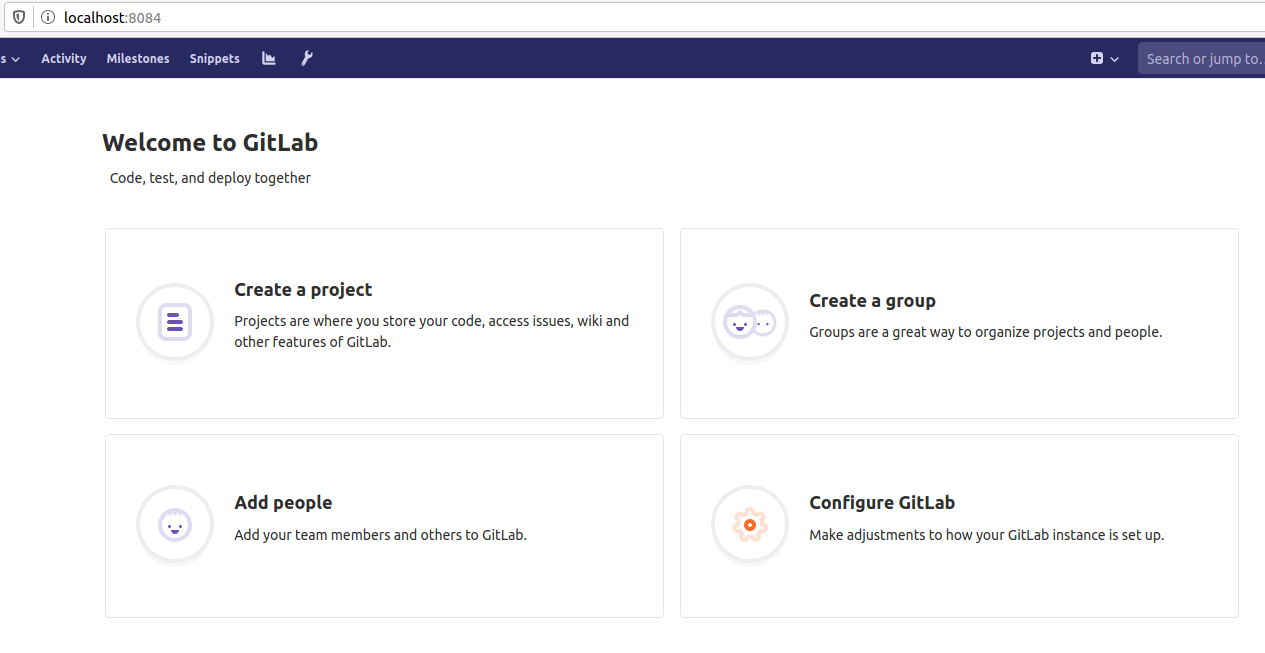 localhost:8084
s Activity Milestones Snippets Search or jump to...
Welcome to GitLab
Code, test, and deploy together
Create a project
Projects are where you store your code, access issues, wiki and
other features of GitLab.
Create a group
Groups are a great way to organize projects and people.
Add people
Add your team members and others to GitLab.
Configure GitLab
Make adjustments to how your GitLab instance is set up.